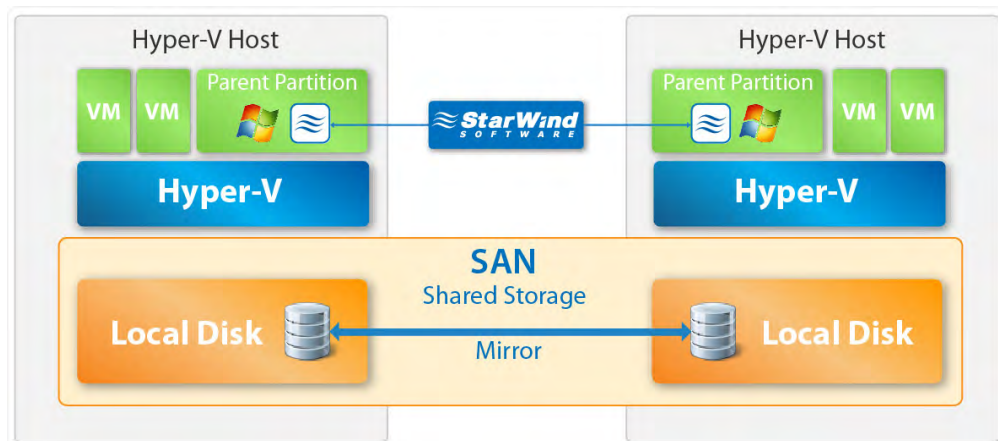 Hyper-V Host
VM
VM
Parent Partition
Hyper-V
StarWind
SOFTWARE
Hyper-V Host
Parent Partition
VM
VM
Hyper-V
SAN
Shared Storage
Local Disk
Mirror
Local Disk